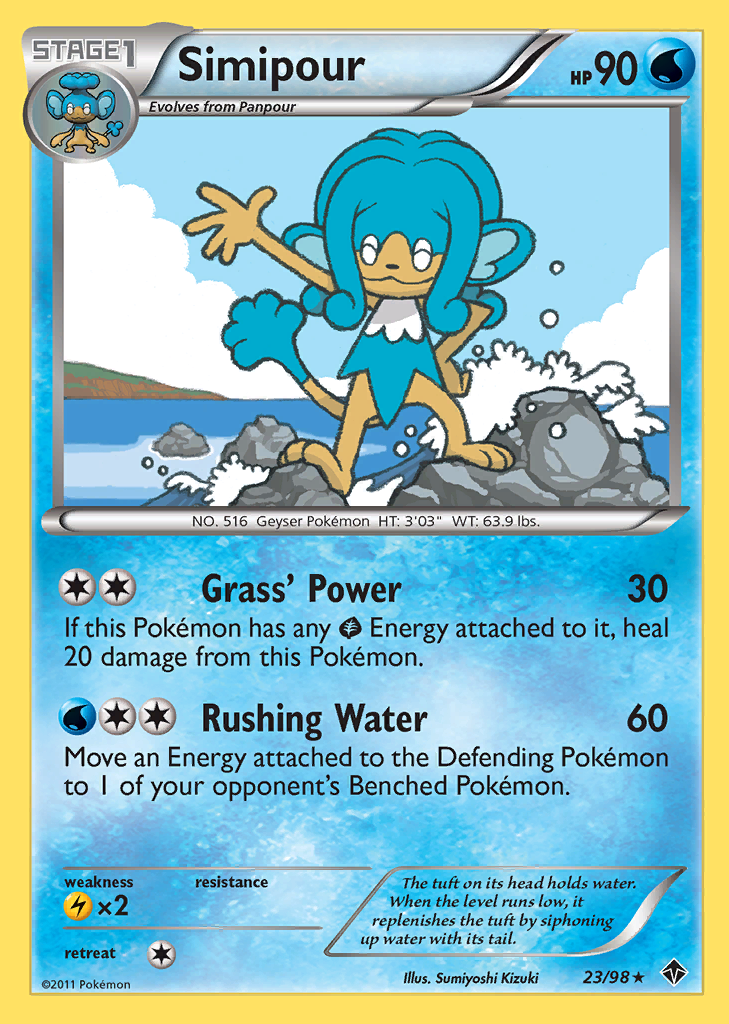 STAGE1
Simipour
HP 90
Evolves from Panpour
NO. 516 Geyser Pokémon HT: 3'03" WT: 63.9 lbs.
Grass' Power 30
If this Pokémon has any Energy attached to it, heal
20 damage from this Pokémon.
Rushing Water 60
Move an Energy attached to the Defending Pokémon
to 1 of your opponent's Benched Pokémon.
weakness resistance
×2
The tuft on its head holds water.
When the level runs low, it
replenishes the tuft by siphoning
up water with its tail.
retreat
©2011 Pokémon
Illus. Sumiyoshi Kizuki
23/98 ★